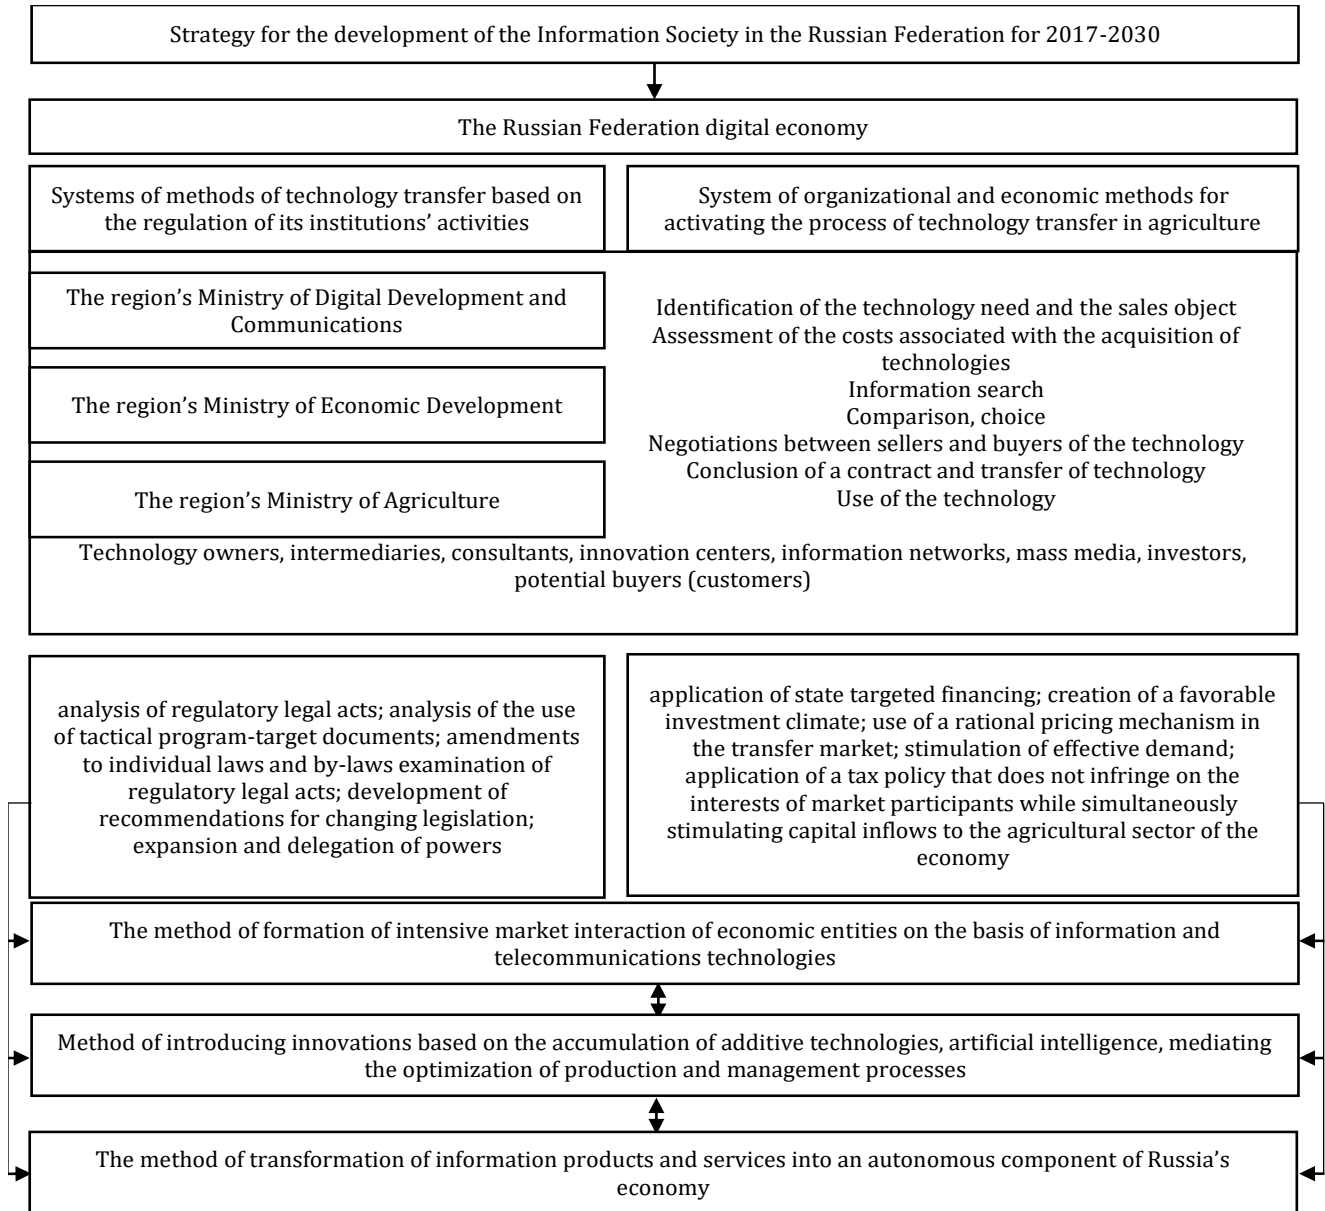 Strategy for the development of the Information Society in the Russian Federation for 2017-2030
The Russian Federation digital economy
Systems of methods of technology transfer based on
the regulation of its institutions’ activities
System of organizational and economic methods for
activating the process of technology transfer in agriculture
The region’s Ministry of Digital Development and
Communications
The region’s Ministry of Economic Development
The region’s Ministry of Agriculture
Identification of the technology need and the sales object
Assessment of the costs associated with the acquisition of
technologies
Information search
Comparison, choice
Negotiations between sellers and buyers of the technology
Conclusion of a contract and transfer of technology
Use of the technology
Technology owners, intermediaries, consultants, innovation centers, information networks, mass media, investors,
potential buyers (customers)
analysis of regulatory legal acts; analysis of the use
of tactical program-target documents; amendments
to individual laws and by-laws examination of
regulatory legal acts; development of
recommendations for changing legislation;
expansion and delegation of powers
application of state targeted financing; creation of a favorable
investment climate; use of a rational pricing mechanism in
the transfer market; stimulation of effective demand;
application of a tax policy that does not infringe on the
interests of market participants while simultaneously
stimulating capital inflows to the agricultural sector of the
economy
The method of formation of intensive market interaction of economic entities on the basis of information and
telecommunications technologies
Method of introducing innovations based on the accumulation of additive technologies, artificial intelligence, mediating
the optimization of production and management processes
The method of transformation of information products and services into an autonomous component of Russia’s
economy